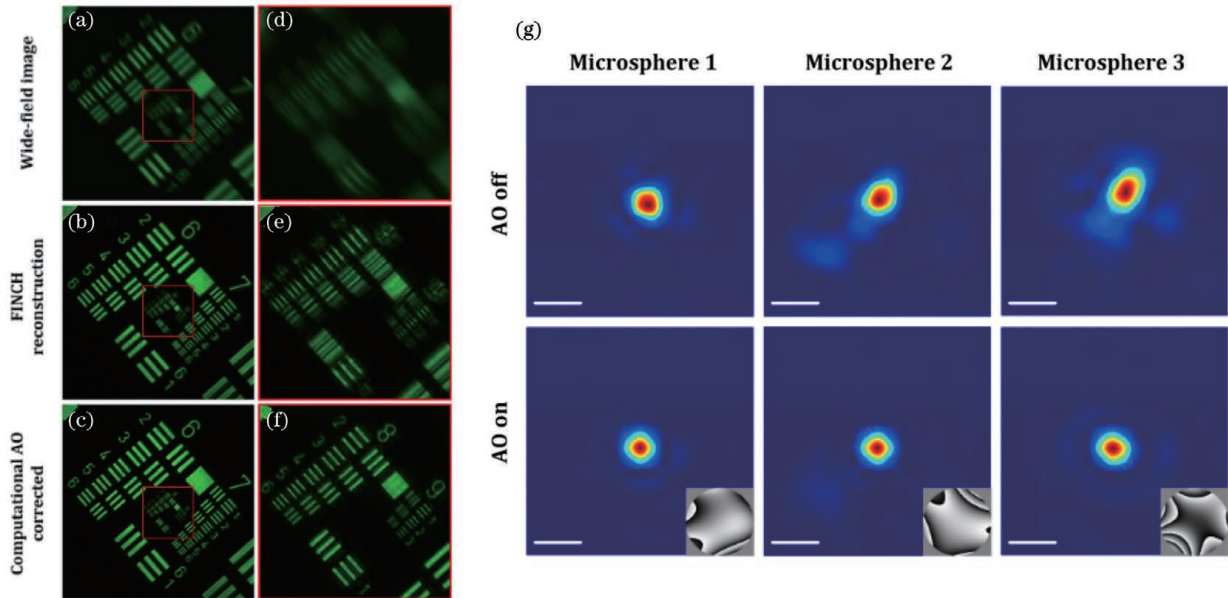 (a)
(d)
(g)
Wide-field image
(b)
(e)
FINCH
reconstruction
(c)
(f)
Computational AO
corrected
Microsphere 1
Microsphere 2
Microsphere 3
AO off
AO on